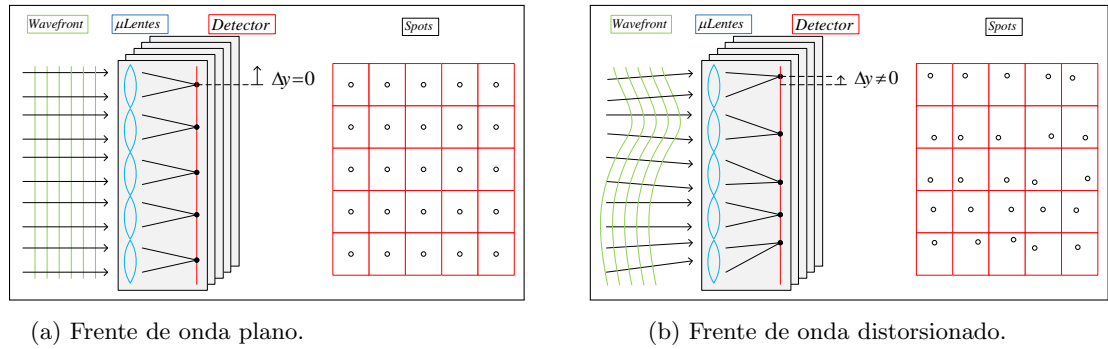 Wavefront μLentes Detector Spots
Δy=0
(a) Frente de onda plano.
Wavefront μLentes Detector Spots
Δy≠0
(b) Frente de onda distorsionado.